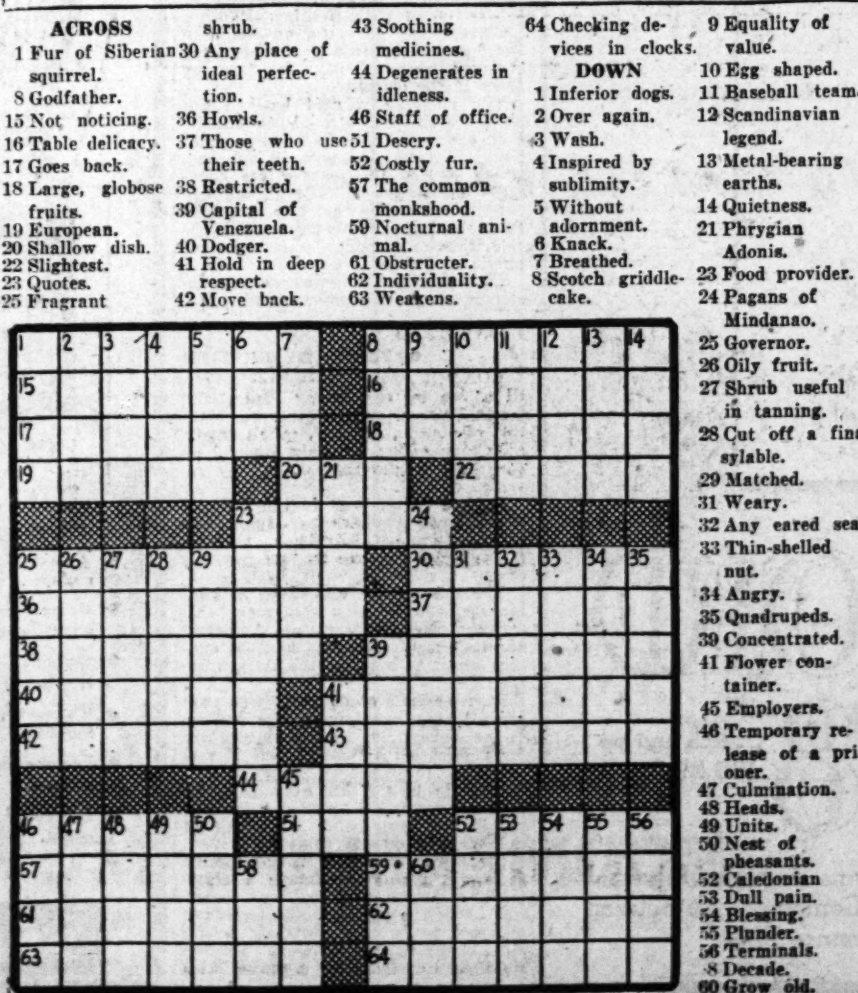 ACROSS
1 Fur of Siberian
squirrel.
8 Godfather.
15 Not noticing.
16 Table delicacy.
17 Goes back.
18 Large, globose
fruits.
19 European.
20 Shallow dish.
22 Slightest.
23 Quotes.
25 Fragrant
shrub.
30 Any place of
ideal perfec-
tion.
36 Howls.
37 Those who use
their teeth.
38 Restricted.
39 Capital of
Venezuela.
40 Dodger.
41 Hold in deep
respect.
42 Move back.
43 Soothing
medicines.
44 Degenerates in
idleness.
46 Staff of office.
51 Descry.
52 Costly fur.
57 The common
monkshood.
59 Nocturnal ani-
mal.
61 Obstructer.
62 Individuality.
63 Weakens.
64 Checking de-
vices in clocks.
DOWN
1 Inferior dogs.
2 Over again.
3 Wash.
4 Inspired by
sublimity.
5 Without
adornment.
6 Knack.
7 Breathed.
8 Scotch griddle-
cake.
9 Equality of
value.
10 Egg shaped.
11 Baseball team.
12 Scandinavian
legend.
13 Metal-bearing
earths.
14 Quietness.
21 Phrygian
Adonis.
23 Food provider.
24 Pagans of
Mindanao.
25 Governor.
26 Oily fruit.
27 Shrub useful
in tanning.
28 Cut off a fina
sylable.
29 Matched.
31 Weary.
32 Any eared sea
33 Thin-shelled
nut.
34 Angry.
35 Quadrupeds.
39 Concentrated.
41 Flower con-
tainer.
45 Employers.
46 Temporary re-
lease of a pri
oner.
47 Culmination.
48 Heads.
49 Units.
50 Nest of
pheasants.
52 Caledonian
53 Dull pain.
54 Blessing.
55 Plunder.
56 Terminals.
8 Decade.
60 Grow old.
1 2 3 4 5 6 7 8 9 10 11 12 13 14
15 16
17 18
19 20 21 22
23 24
25 26 27 28 29 30 31 32 33 34 35
36 37
38 39
40 41
42 43
44 45
46 47 48 49 50 51 52 53 54 55 56
57 58 59 60
61 62
63 64